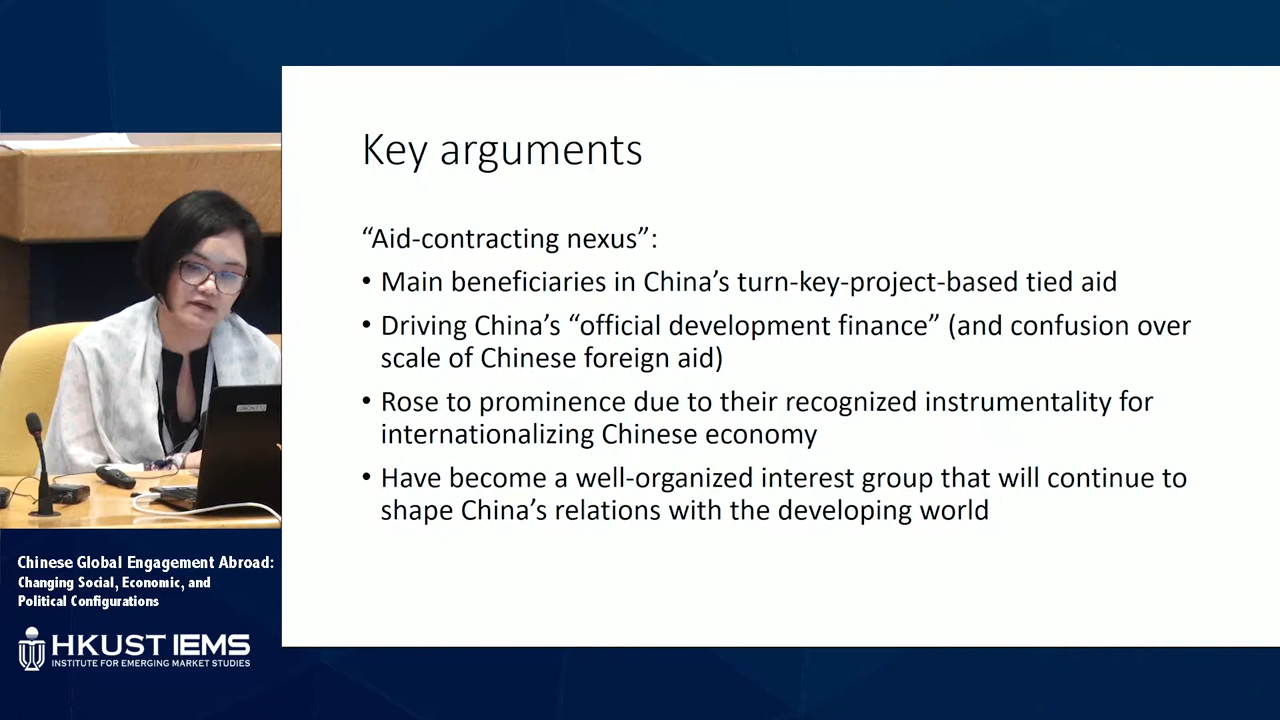 Key arguments
“Aid-contracting nexus”:
• Main beneficiaries in China’s turn-key-project-based tied aid
• Driving China’s “official development finance” (and confusion over
scale of Chinese foreign aid)
• Rose to prominence due to their recognized instrumentality for
internationalizing Chinese economy
• Have become a well-organized interest group that will continue to
shape China’s relations with the developing world
Chinese Global Engagement Abroad:
Changing Social, Economic, and
Political Configurations
HKUST IEMS
INSTITUTE FOR EMERGING MARKET STUDIES